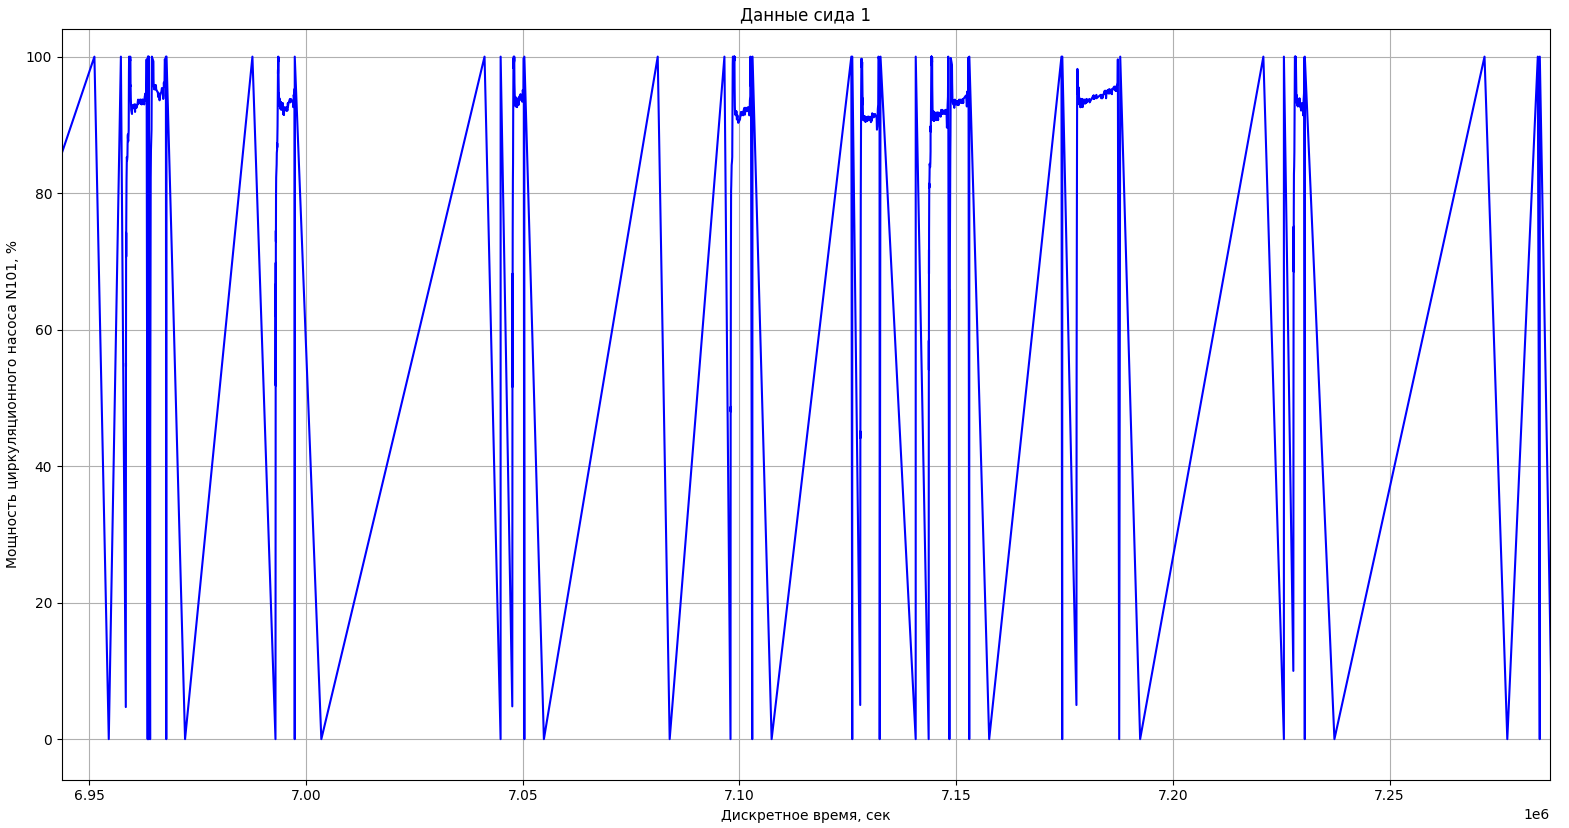 Данные сида 1
Мощность циркуляционного насоса N101, %
100
80
60
40
20
0
6.95 7.00 7.05 7.10 7.15 7.20 7.25
1e6
Дискретное время, сек